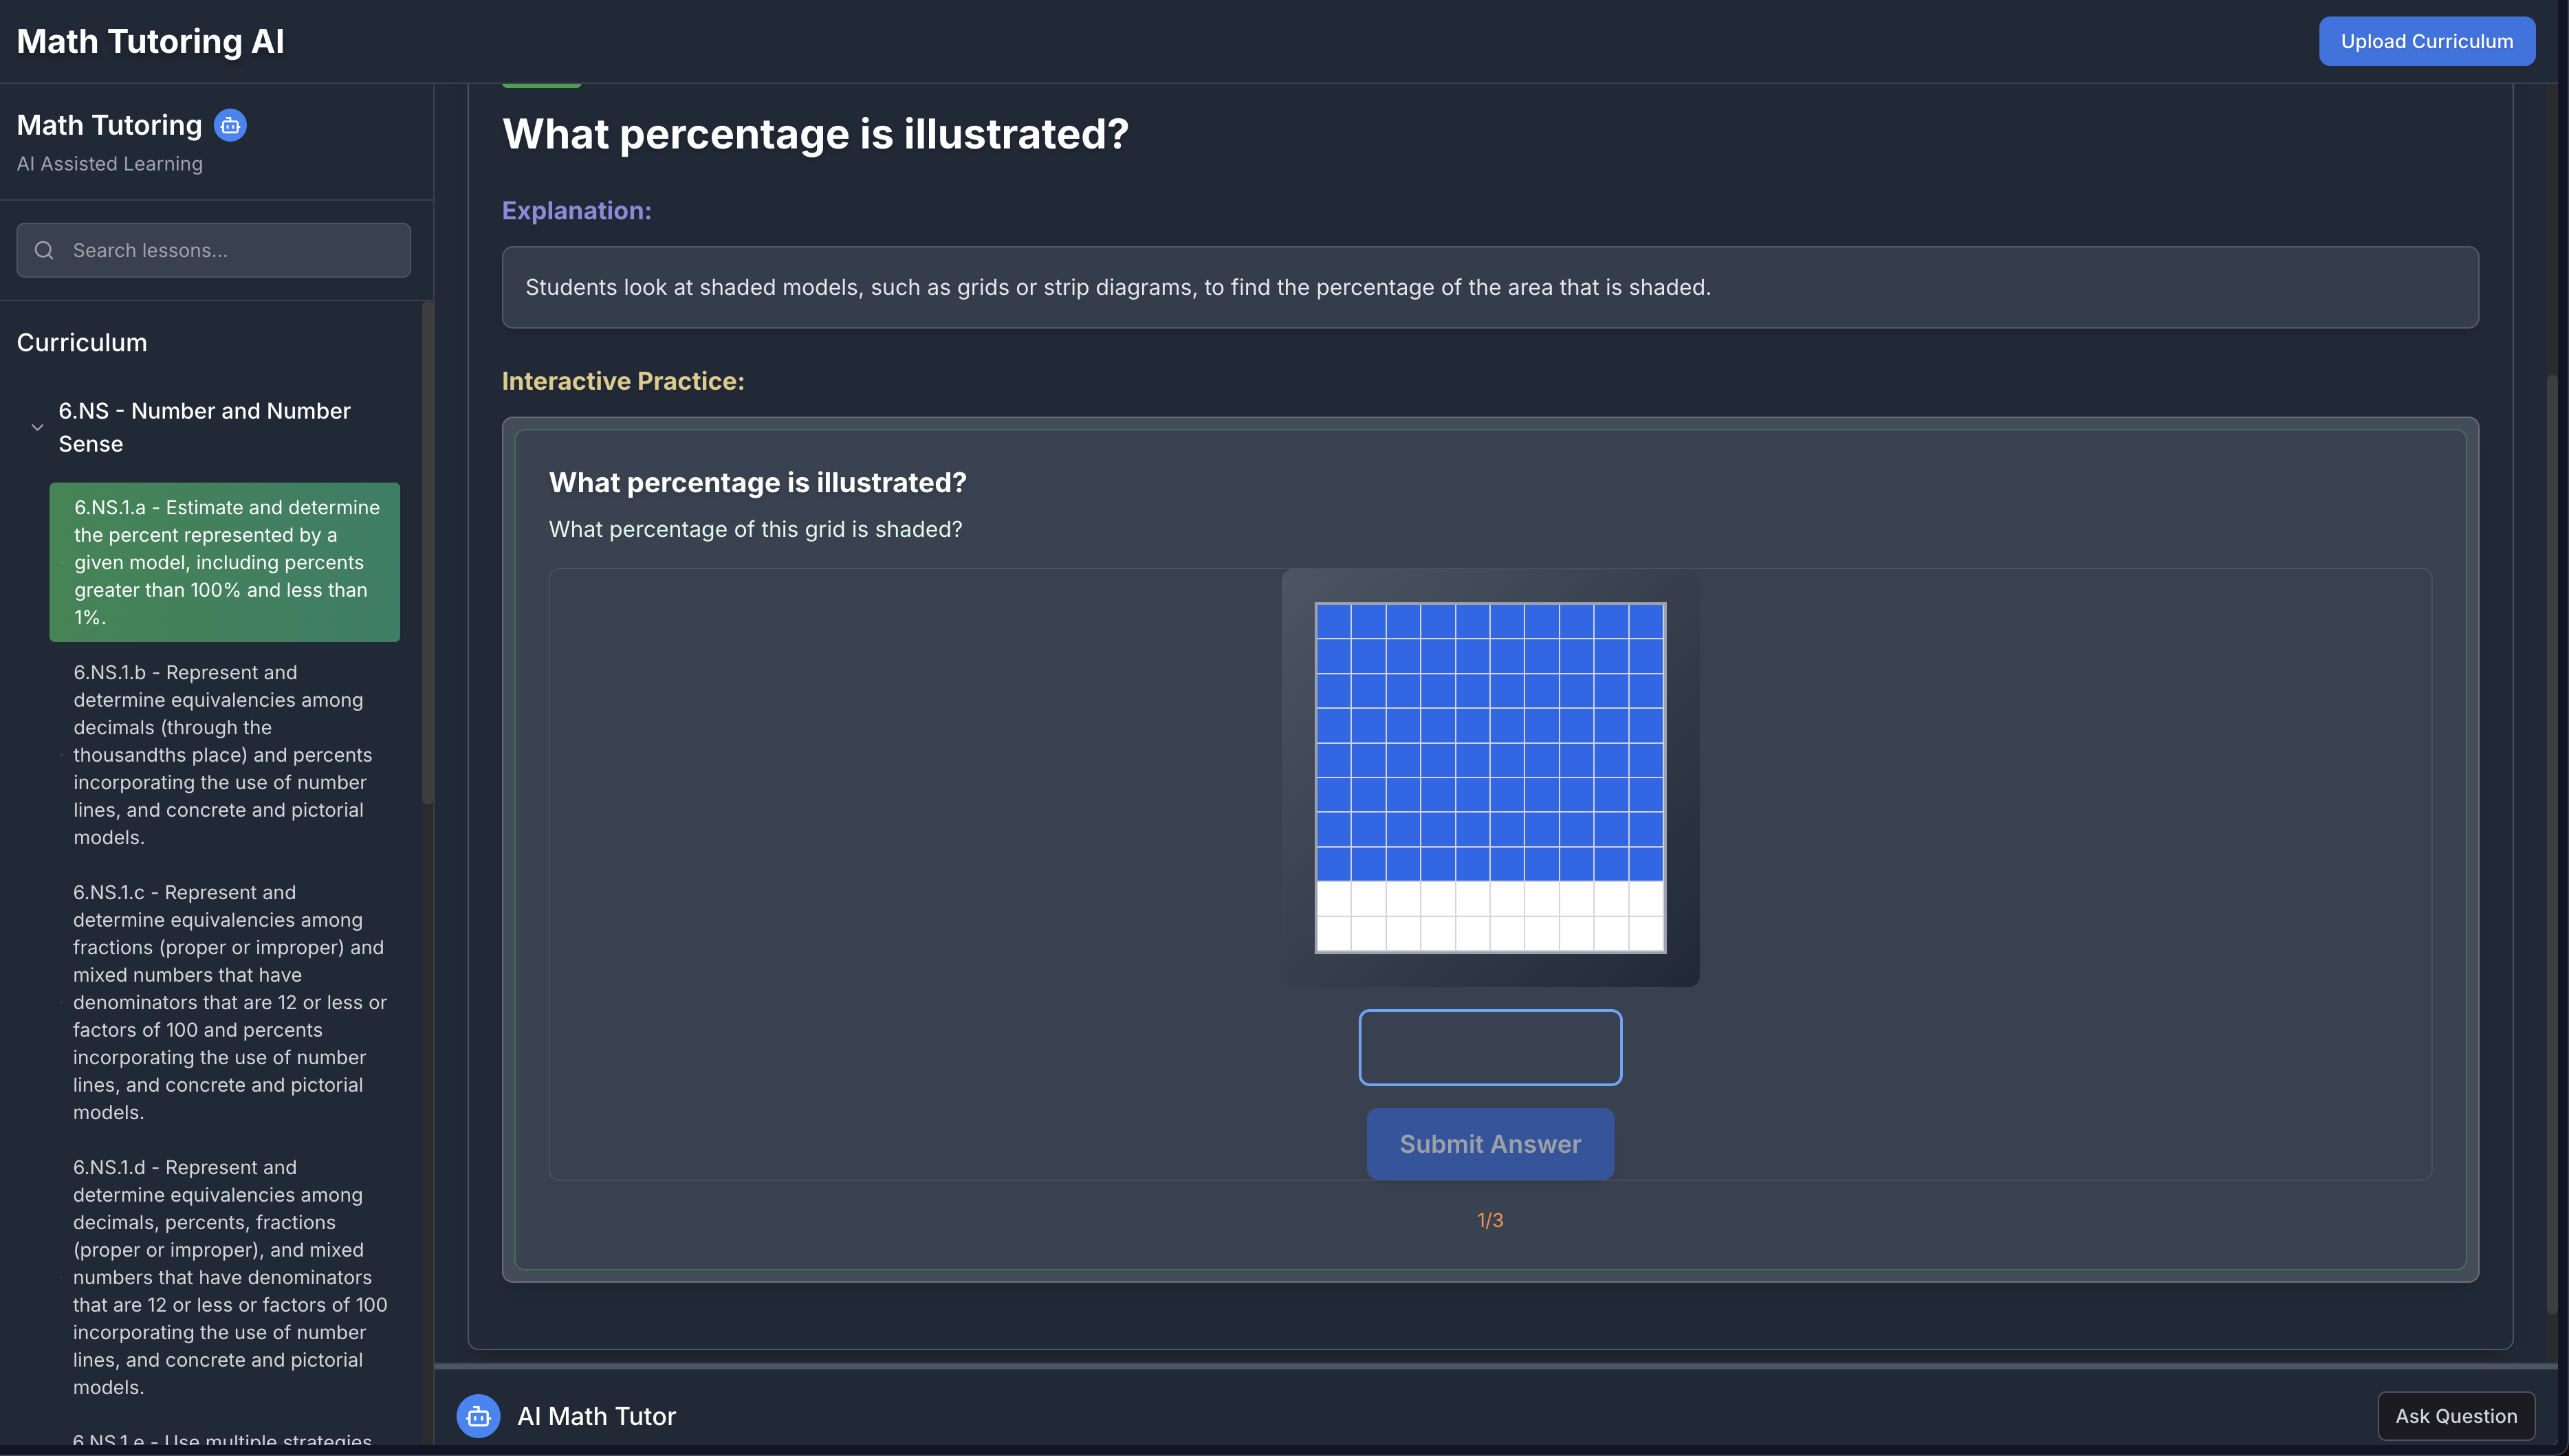 Math Tutoring AI
Upload Curriculum
Math Tutoring
AI Assisted Learning
Search lessons...
Curriculum
6.NS - Number and Number
Sense
6.NS.1.a - Estimate and determine
the percent represented by a
given model, including percents
greater than 100% and less than
1%.
6.NS.1.b - Represent and
determine equivalencies among
decimals (through the
thousandths place) and percents
incorporating the use of number
lines, and concrete and pictorial
models.
6.NS.1.c - Represent and
determine equivalencies among
fractions (proper or improper) and
mixed numbers that have
denominators that are 12 or less or
factors of 100 and percents
incorporating the use of number
lines, and concrete and pictorial
models.
6.NS.1.d - Represent and
determine equivalencies among
decimals, percents, fractions
(proper or improper), and mixed
numbers that have denominators
that are 12 or less or factors of 100
incorporating the use of number
lines, and concrete and pictorial
models.
6.NS.1.e - Use multiple strategies
What percentage is illustrated?
Explanation:
Students look at shaded models, such as grids or strip diagrams, to find the percentage of the area that is shaded.
Interactive Practice:
What percentage is illustrated?
What percentage of this grid is shaded?
Submit Answer
1/3
AI Math Tutor
Ask Question